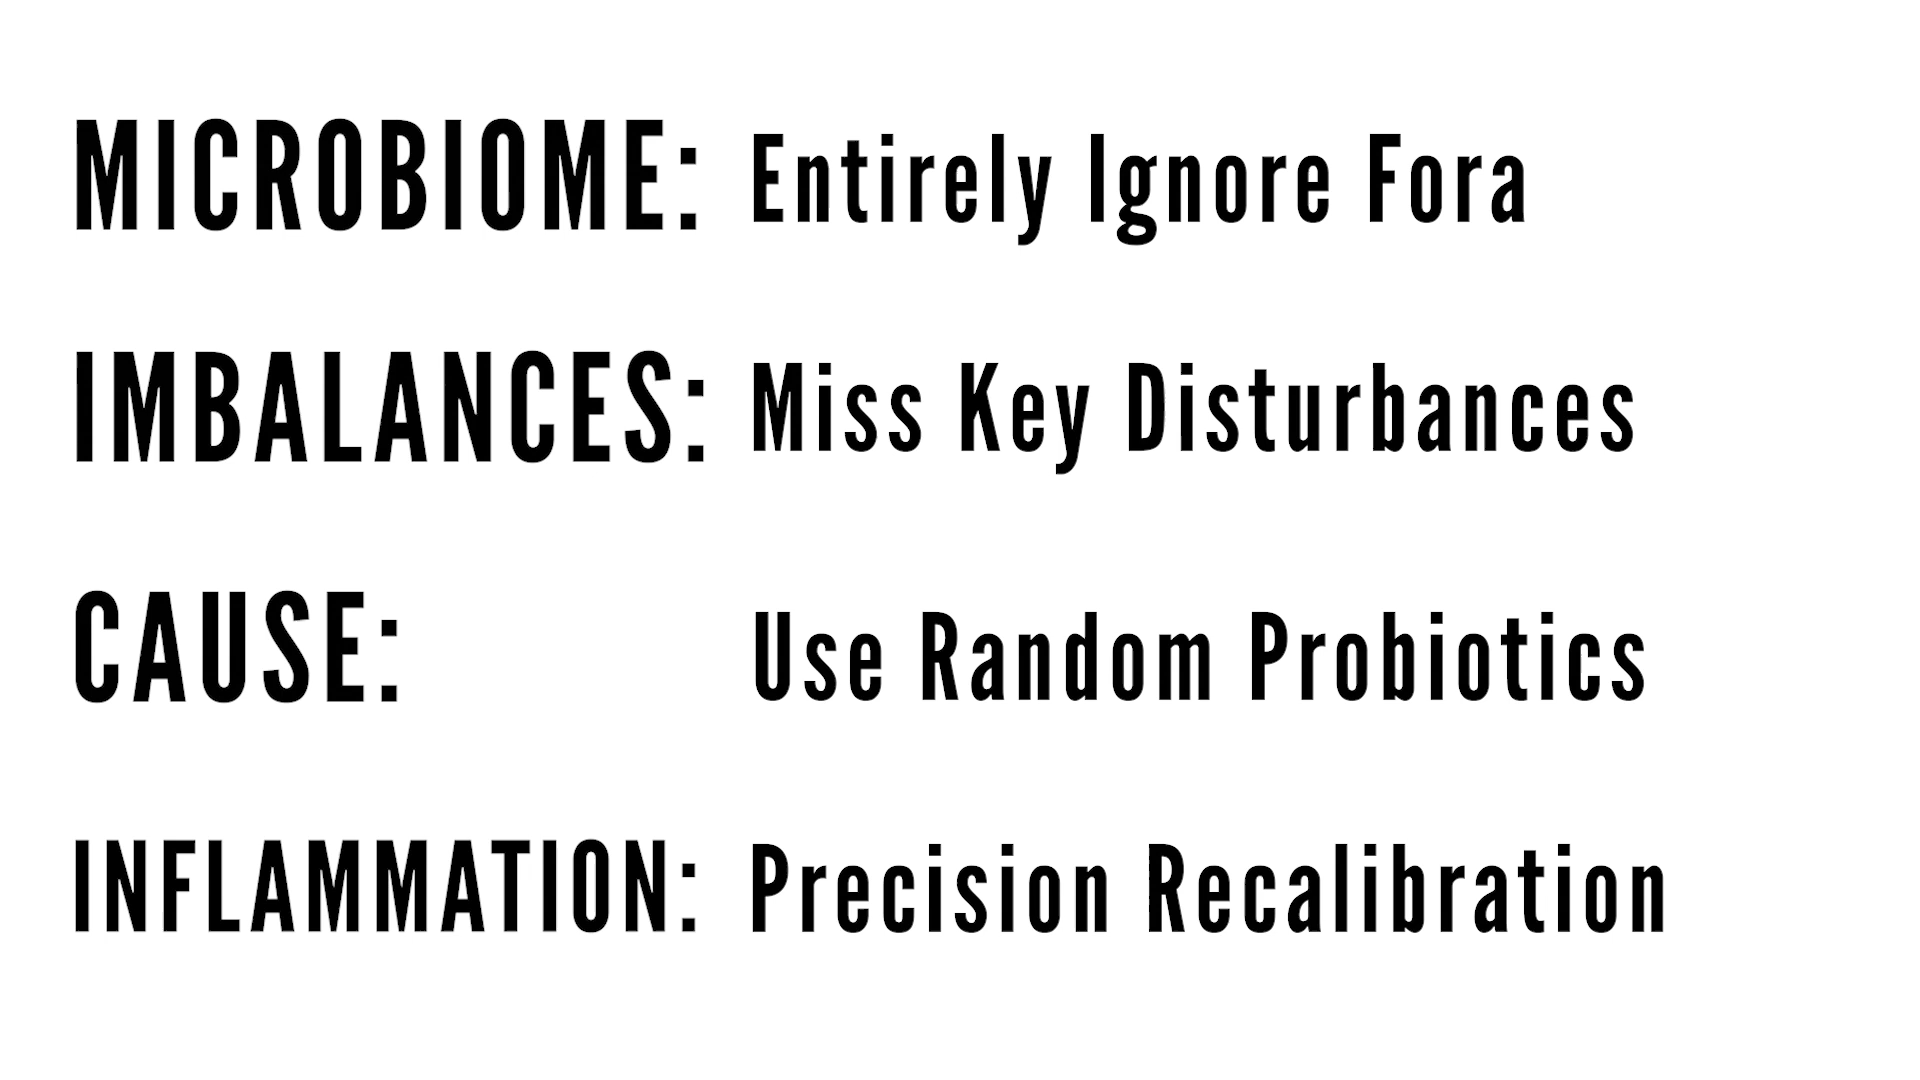 MICROBIOME: Entirely Ignore Fora
IMBALANCES: Miss Key Disturbances
CAUSE: Use Random Probiotics
INFLAMMATION: Precision Recalibration